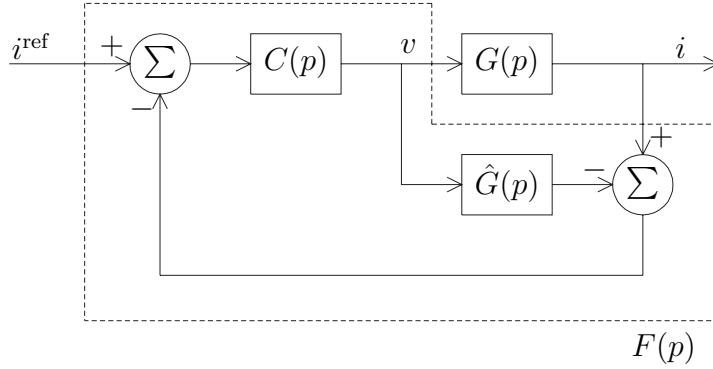 i^ref + ∑ C(p) v G(p) i
−
+
Ĝ(p) − ∑
F(p)